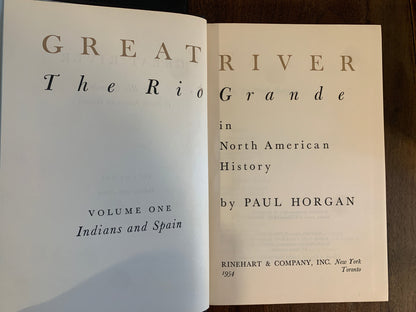 GREAT RIVER
The Rio Grande
in
North American
History
by PAUL HORGAN
VOLUME ONE
Indians and Spain
RINEHART & COMPANY, INC. New York
1954 Toronto